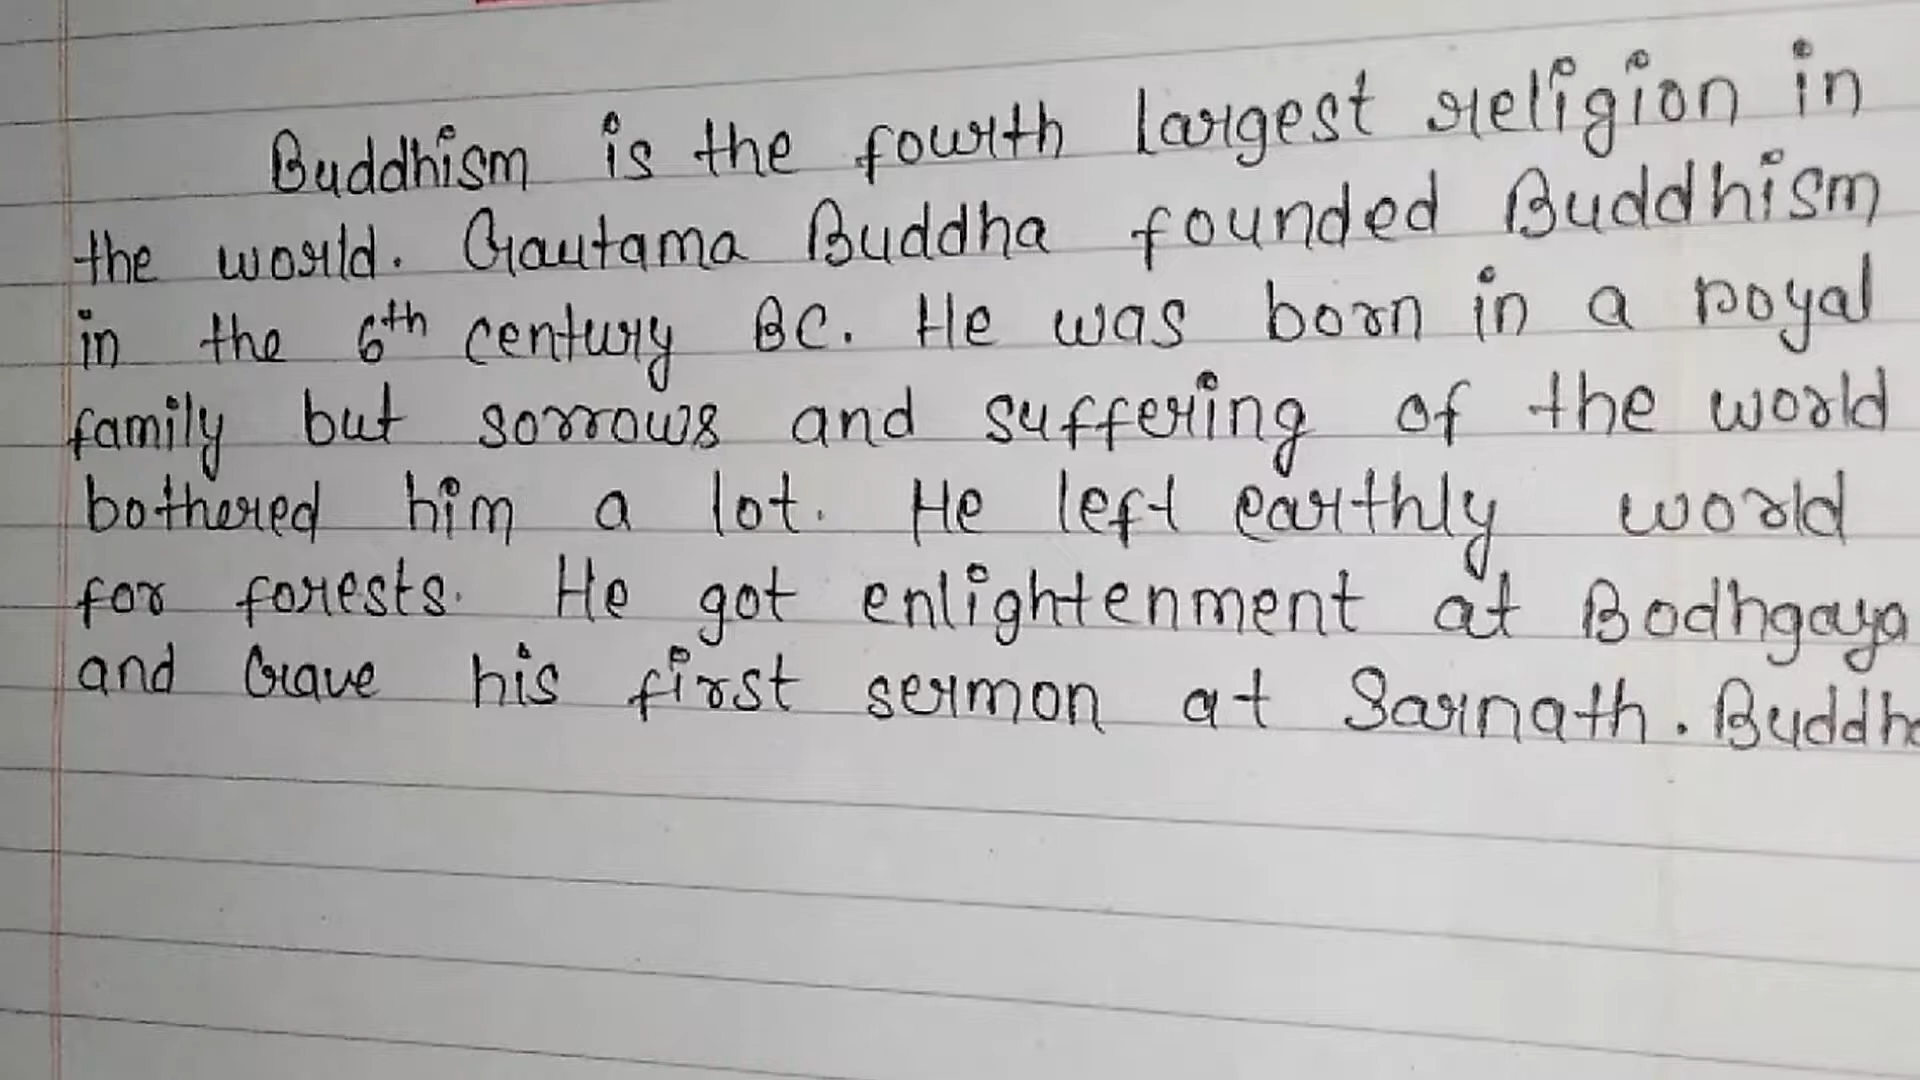 Buddhism is the fourth largest religion in
the world. Gautama Buddha founded Buddhism
in the 6th century BC. He was born in a royal
family but sorrows and suffering of the world
bothered him a lot. He left earthly world
for forests. He got enlightenment at Bodhgaya
and Gave his first sermon at Sarnath. Buddha